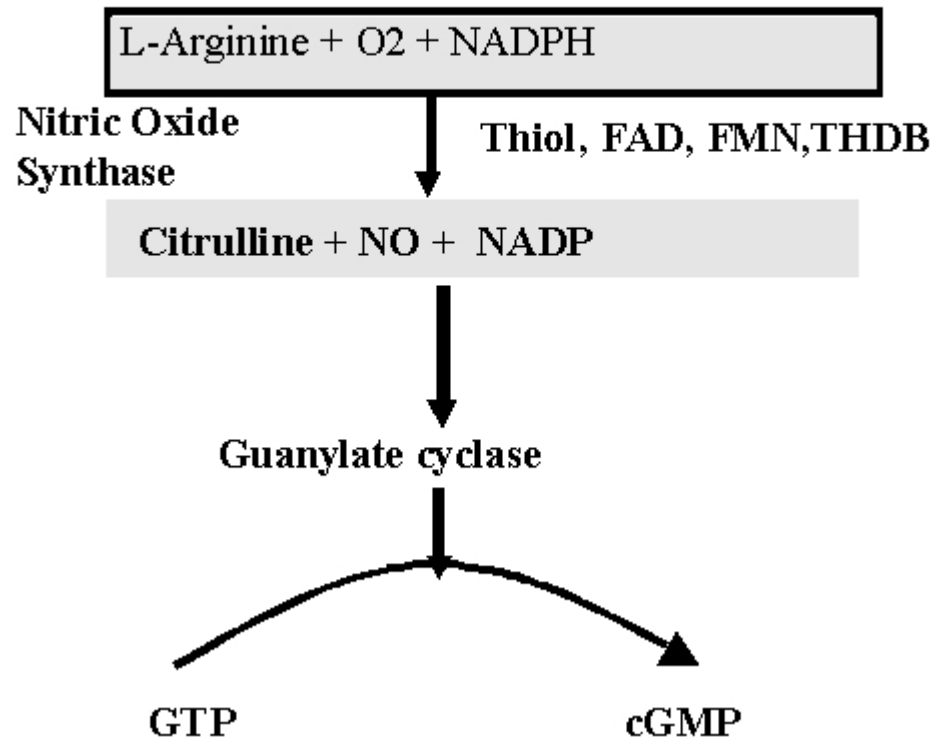 L-Arginine + O2 + NADPH
Nitric Oxide
Synthase
Thiol, FAD, FMN,THDB
Citrulline + NO + NADP
Guanylate cyclase
GTP
cGMP